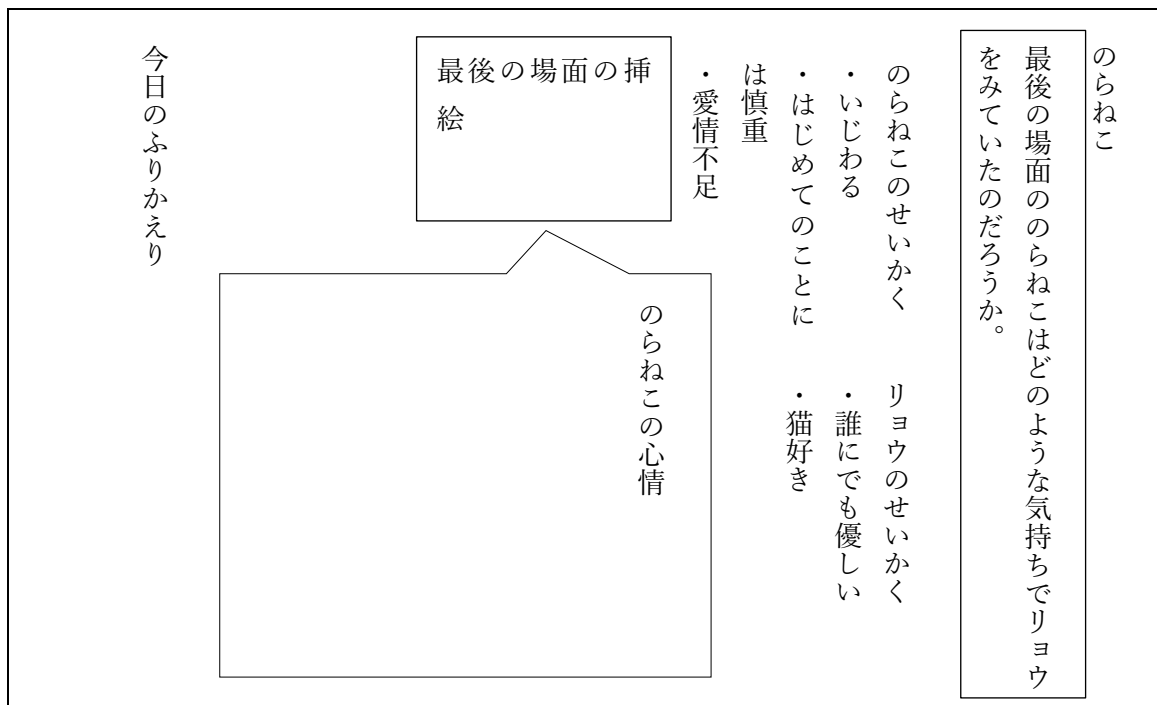 のらねこ
最後の場面ののらねこはどのような気持ちでリョウ
をみていたのだろうか。
のらねこのせいかく
・いじわる
・はじめてのことに
は慎重
・愛情不足
リョウのせいかく
・誰にでも優しい
・猫好き
最後の場面の挿
絵
のらねこの心情
今日のふりかえり